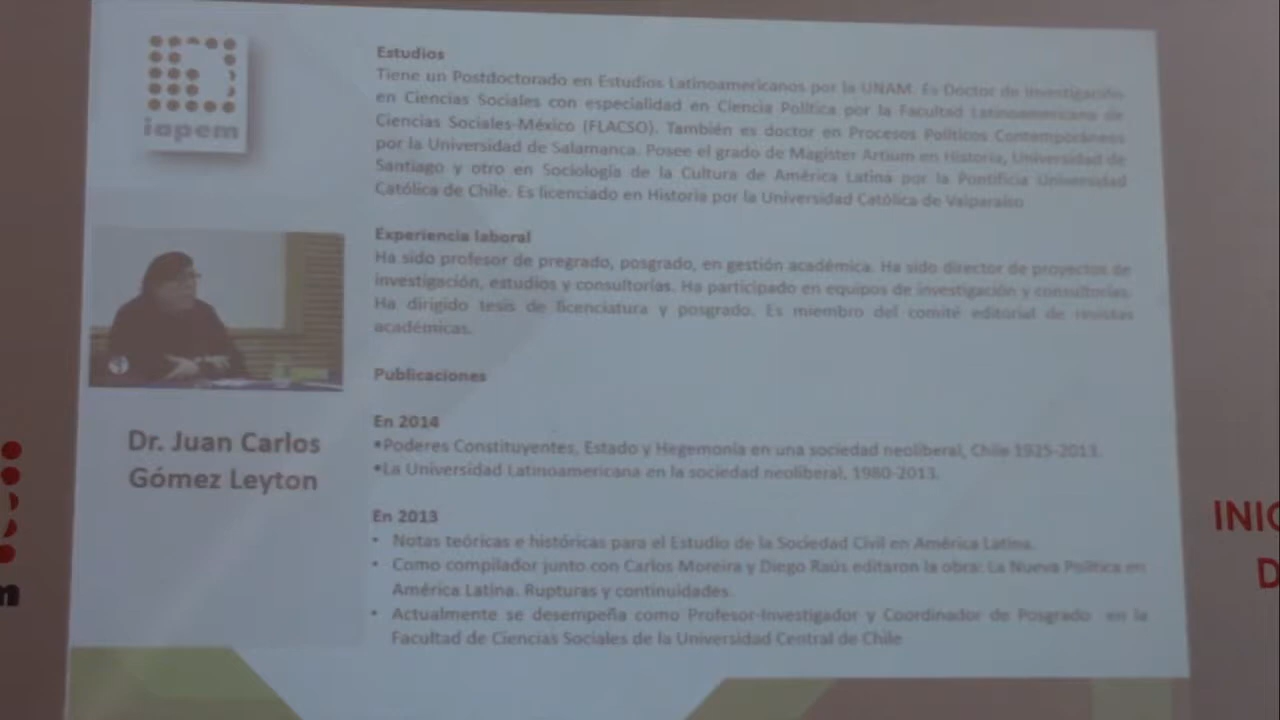 iapem
Estudios
Tiene un Postdoctorado en Estudios Latinoamericanos por la UNAM. Es Doctor de Investigación
en Ciencias Sociales con especialidad en Ciencia Política por la Facultad Latinoamericana de
Ciencias Sociales-México (FLACSO). También es doctor en Procesos Políticos Contemporáneos
por la Universidad de Salamanca. Posee el grado de Magister Artium en Historia, Universidad de
Santiago y otro en Sociología de la Cultura de América Latina por la Pontificia Universidad
Católica de Chile. Es licenciado en Historia por la Universidad Católica de Valparaíso
Experiencia laboral
Ha sido profesor de pregrado, posgrado, en gestión académica. Ha sido director de proyectos de
investigación, estudios y consultorías. Ha participado en equipos de investigación y consultorías.
Ha dirigido tesis de licenciatura y posgrado. Es miembro del comité editorial de revistas
académicas.
Publicaciones
En 2014
•Poderes Constituyentes, Estado y Hegemonía en una sociedad neoliberal, Chile 1925-2013.
•La Universidad Latinoamericana en la sociedad neoliberal, 1980-2013.
En 2013
• Notas teóricas e históricas para el Estudio de la Sociedad Civil en América Latina.
• Como compilador junto con Carlos Moreira y Diego Raús editaron la obra: La Nueva Política en
América Latina. Rupturas y continuidades.
• Actualmente se desempeña como Profesor-Investigador y Coordinador de Posgrado en la
Facultad de Ciencias Sociales de la Universidad Central de Chile
Dr. Juan Carlos
Gómez Leyton
m
INIC
D